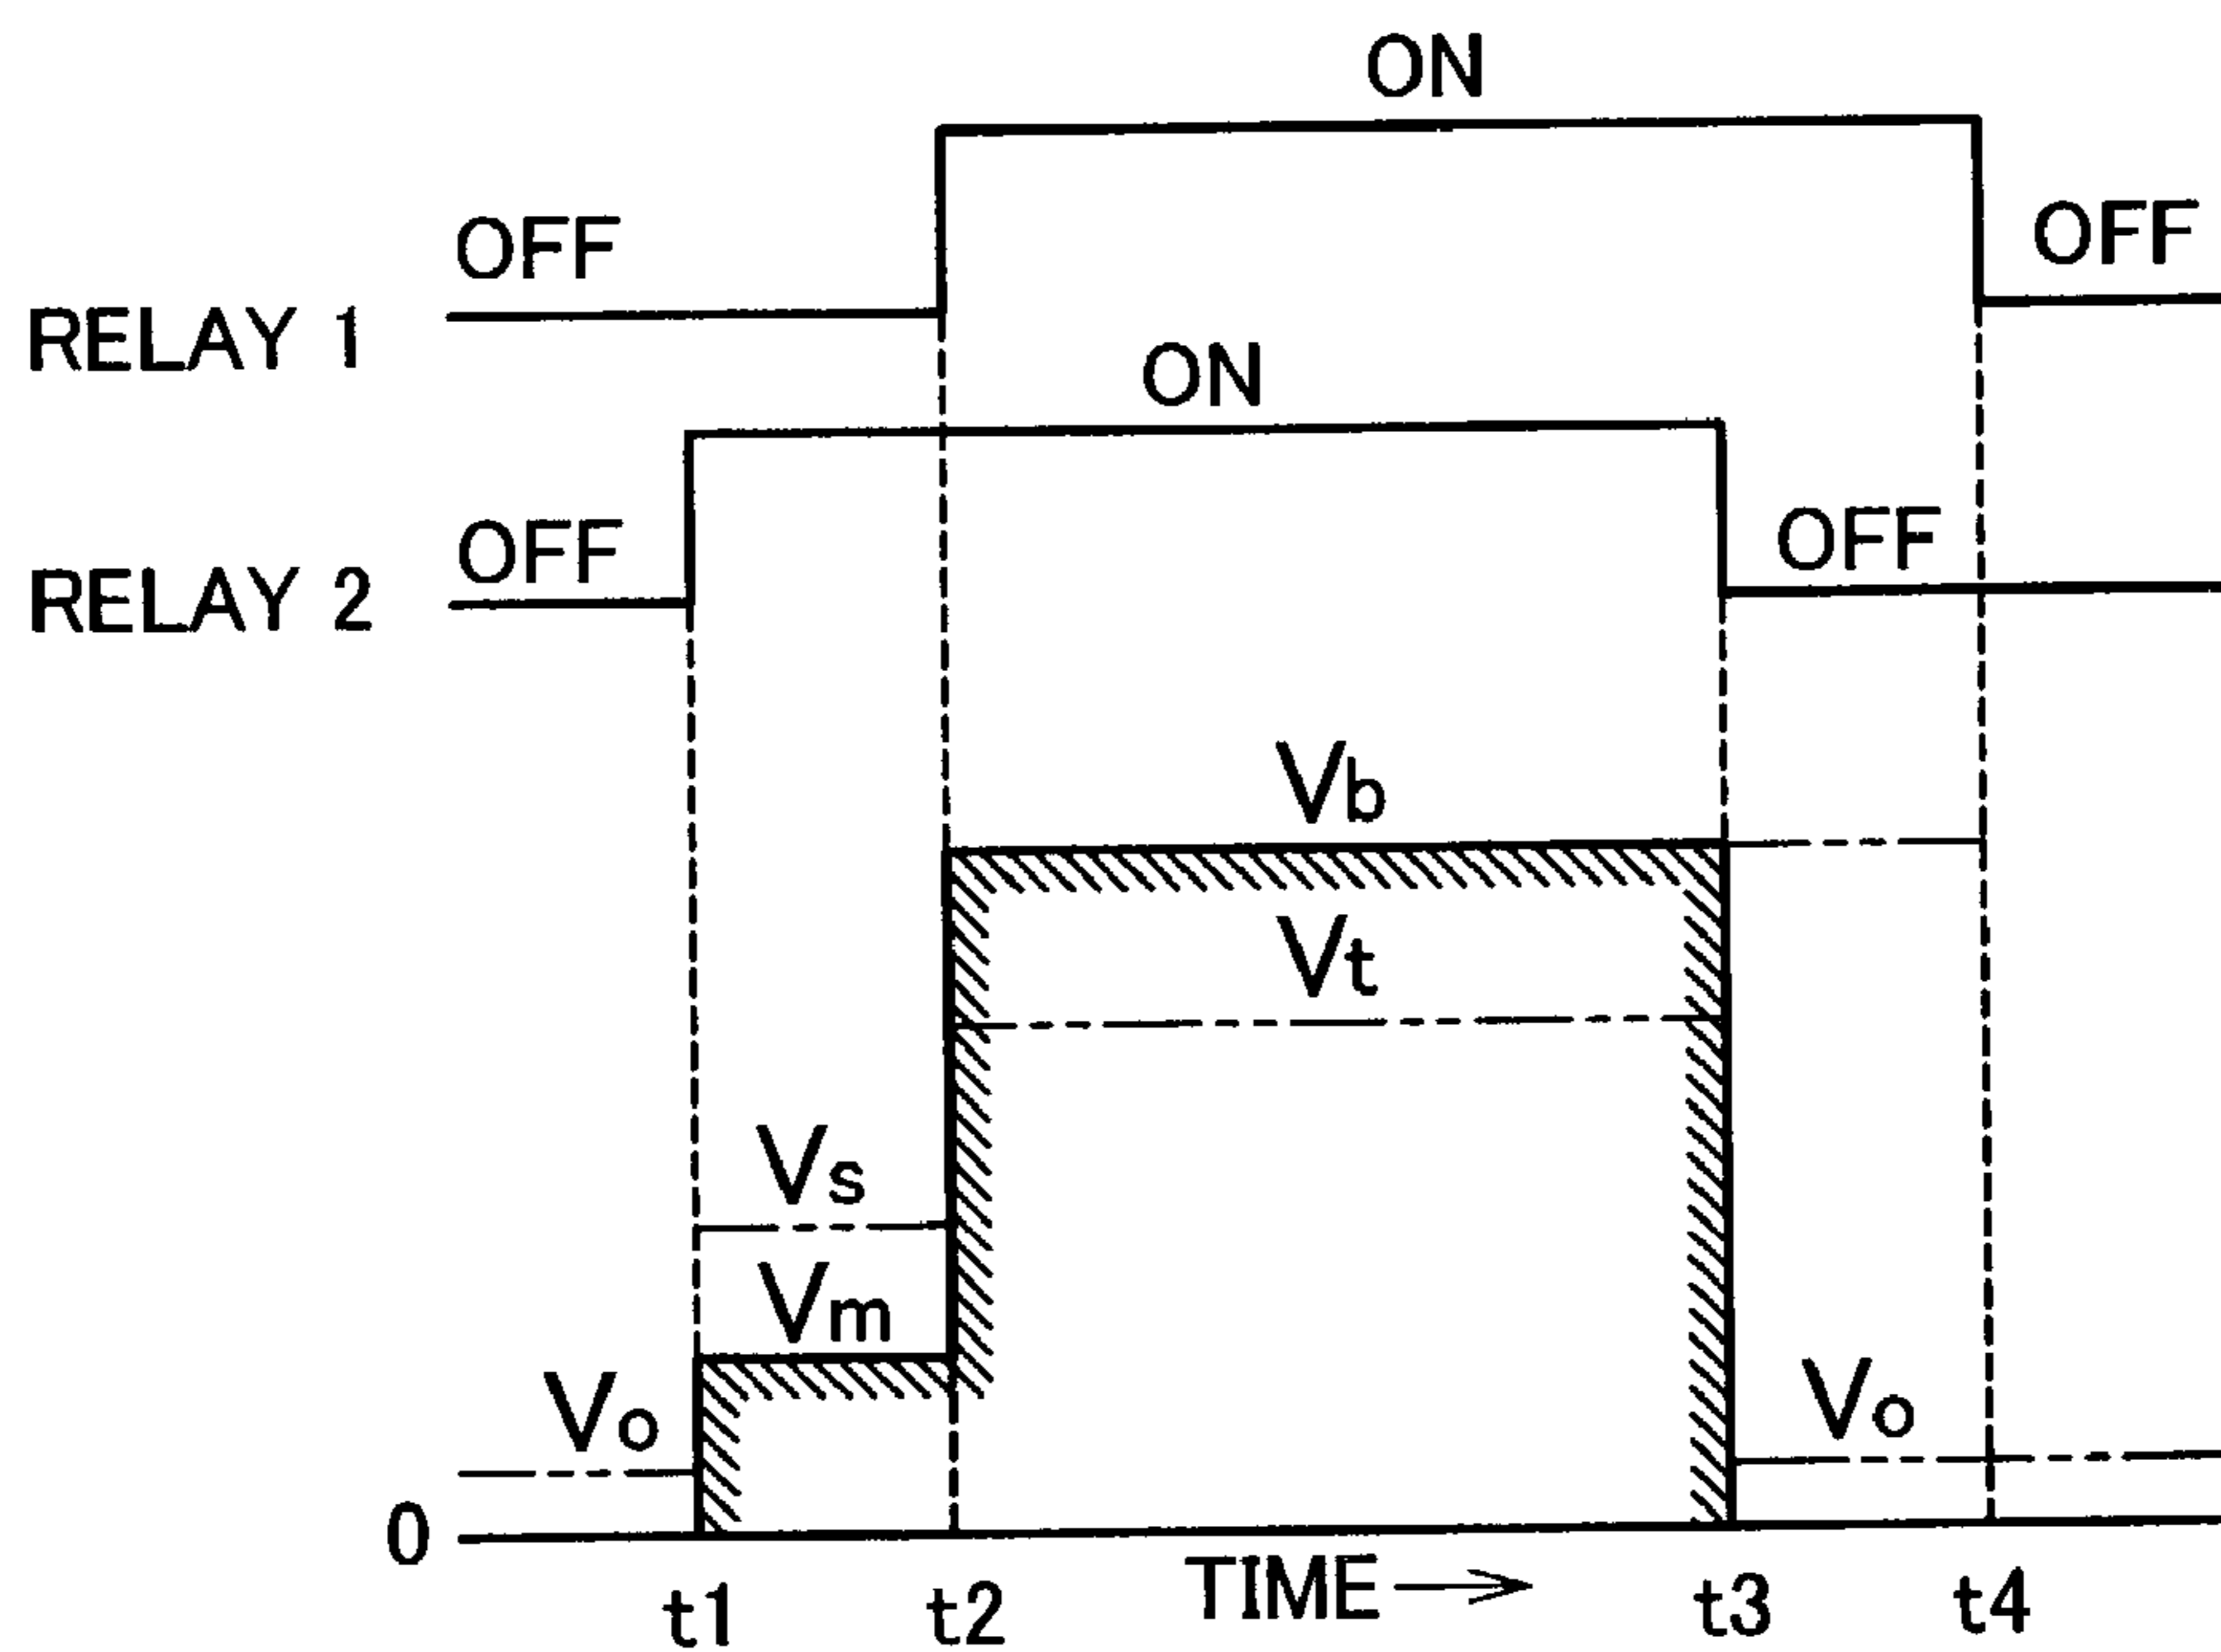 ON
OFF
OFF
RELAY 1
ON
OFF
OFF
RELAY 2
Vb
Vt
Vs
Vm
Vo
Vo
0
TIME
t1
t2
t3
t4